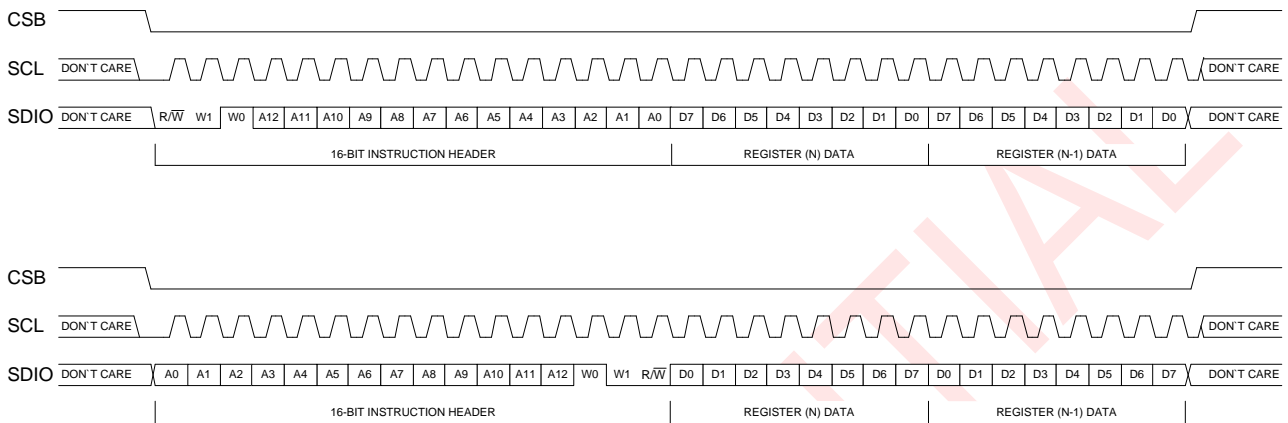 CSB
SCL DON`T CARE DON`T CARE
SDIO DON`T CARE R/W W1 W0 A12 A11 A10 A9 A8 A7 A6 A5 A4 A3 A2 A1 A0 D7 D6 D5 D4 D3 D2 D1 D0 D7 D6 D5 D4 D3 D2 D1 D0 DON`T CARE
16-BIT INSTRUCTION HEADER REGISTER (N) DATA REGISTER (N-1) DATA
CSB
SCL DON`T CARE DON`T CARE
SDIO DON`T CARE A0 A1 A2 A3 A4 A5 A6 A7 A8 A9 A10 A11 A12 W0 W1 R/W D0 D1 D2 D3 D4 D5 D6 D7 D0 D1 D2 D3 D4 D5 D6 D7 DON`T CARE
16-BIT INSTRUCTION HEADER REGISTER (N) DATA REGISTER (N-1) DATA